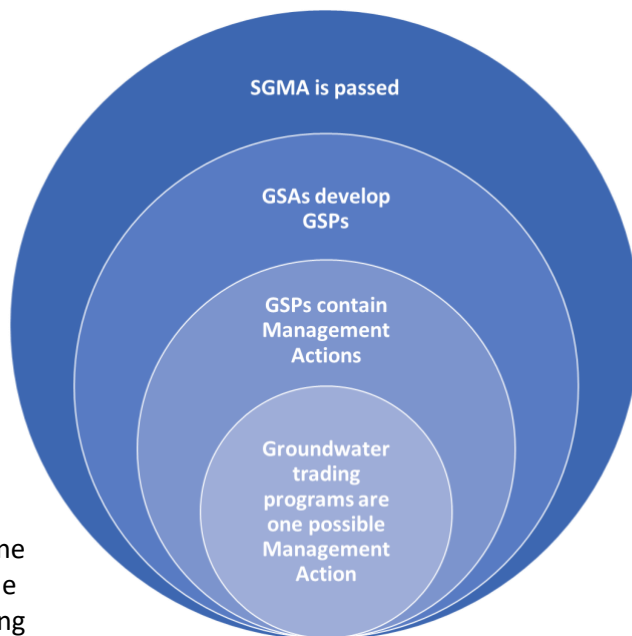 SGMA is passed
GSAs develop
GSPs
GSPs contain
Management
Actions
Groundwater
trading
programs are
one possible
Management
Action